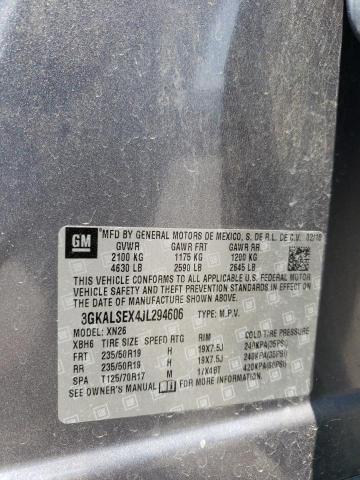 GM
MFD BY GENERAL MOTORS DE MEXICO, S. DE R.L. DE C.V. 02/18
GVWR GAWR FRT GAWR RR
2100 KG 1175 KG 1200 KG
4630 LB 2590 LB 2645 LB
THIS VEHICLE CONFORMS TO ALL APPLICABLE U.S. FEDERAL MOTOR
VEHICLE SAFETY, BUMPER, AND THEFT PREVENTION STANDARDS IN
EFFECT ON THE DATE OF MANUFACTURE SHOWN ABOVE.
3GKALSEX4JL294606 TYPE: M.P.V.
MODEL: XN26
XBH6 TIRE SIZE SPEED RTG RIM COLD TIRE PRESSURE
FRT 235/50R19 H 19X7.5J 240KPA(35PSI)
RR 235/50R19 H 19X7.5J 240KPA(35PSI)
SPA T125/70R17 M 17X4BT 420KPA(60PSI)
SEE OWNER'S MANUAL FOR ADDITIONAL INFORMATION.